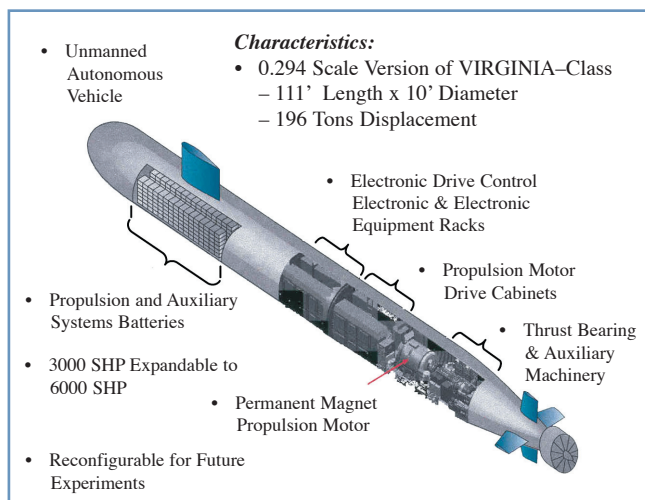 • Unmanned
Autonomous
Vehicle
Characteristics:
• 0.294 Scale Version of VIRGINIA–Class
– 111’ Length x 10’ Diameter
– 196 Tons Displacement
• Electronic Drive Control
Electronic & Electronic
Equipment Racks
• Propulsion Motor
Drive Cabinets
• Thrust Bearing
& Auxiliary
Machinery
• Propulsion and Auxiliary
Systems Batteries
• 3000 SHP Expandable to
6000 SHP
• Permanent Magnet
Propulsion Motor
• Reconfigurable for Future
Experiments